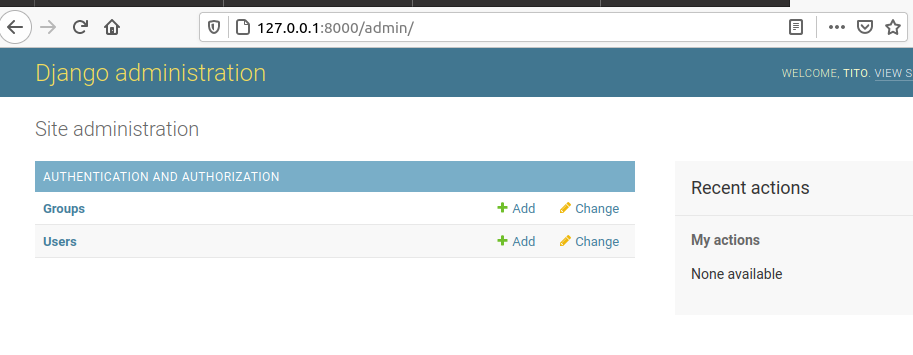 127.0.0.1:8000/admin/
Django administration
WELCOME, TITO. VIEW S
Site administration
AUTHENTICATION AND AUTHORIZATION
Groups Add Change
Users Add Change
Recent actions
My actions
None available